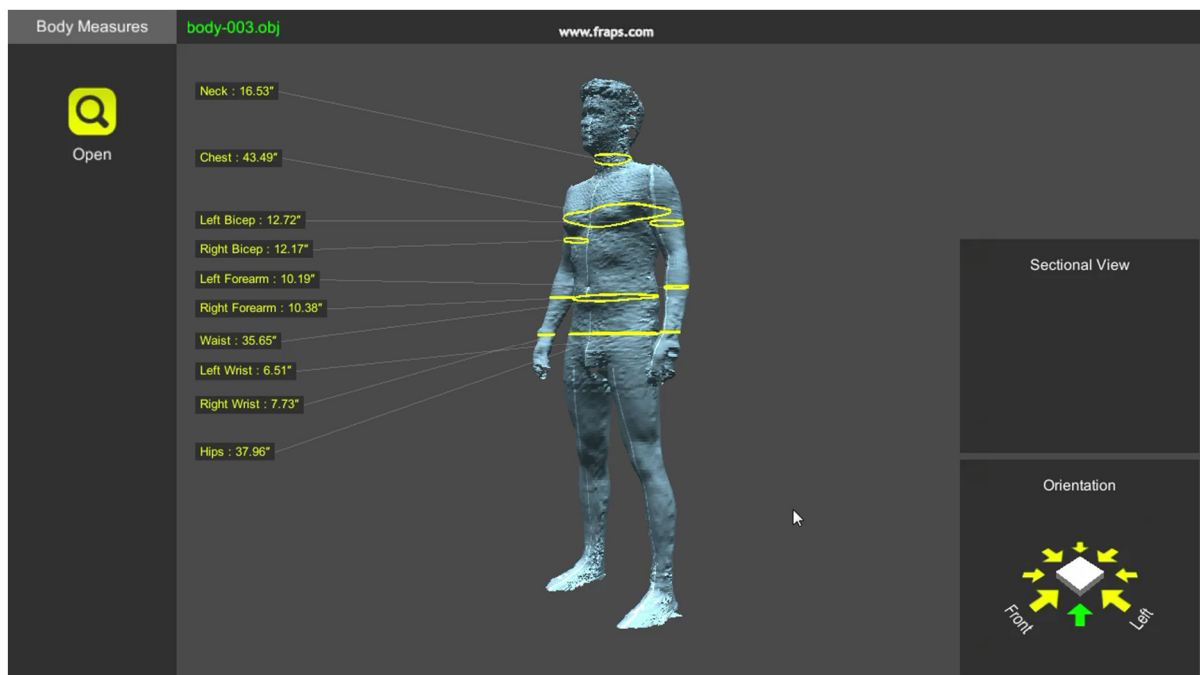 Body Measures
body-003.obj
www.fraps.com
Open
Neck : 16.53"
Chest : 43.49"
Left Bicep : 12.72"
Right Bicep : 12.17"
Left Forearm : 10.19"
Right Forearm : 10.38"
Waist : 35.65"
Left Wrist : 6.51"
Right Wrist : 7.73"
Hips : 37.96"
Sectional View
Orientation
Front
Left